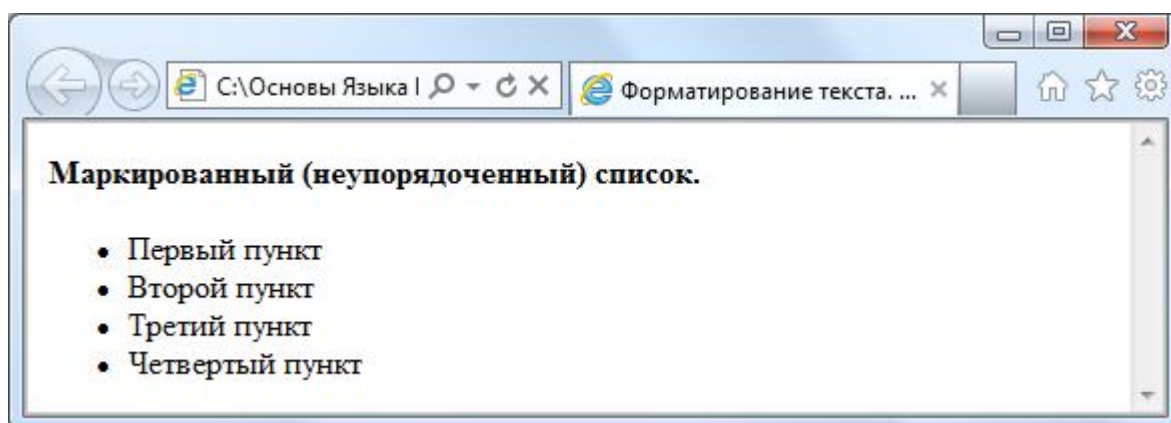 C:\Основы Языка
Форматирование текста. ...
Маркированный (неупорядоченный) список.
Первый пункт
Второй пункт
Третий пункт
Четвертый пункт